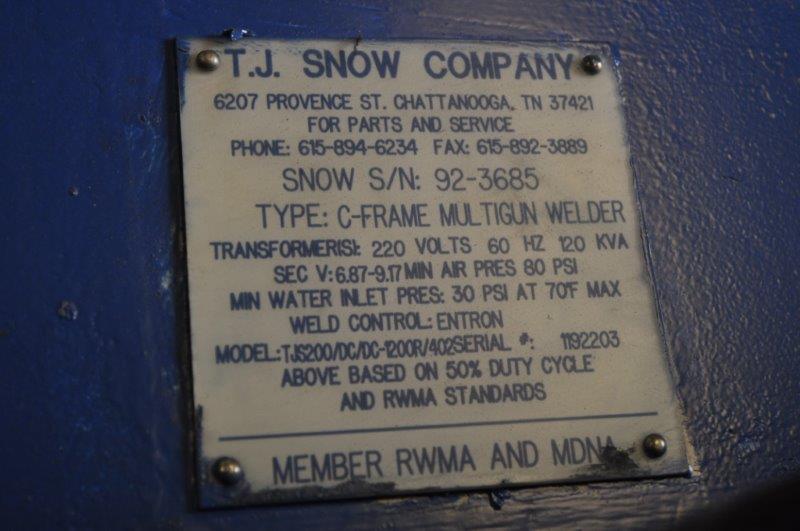 T.J. SNOW COMPANY
6207 PROVENCE ST. CHATTANOOGA, TN 37421
FOR PARTS AND SERVICE
PHONE: 615-894-6234 FAX: 615-892-3889
SNOW S/N: 92-3685
TYPE: C-FRAME MULTIGUN WELDER
TRANSFORMER(S): 220 VOLTS 60 HZ 120 KVA
SEC V: 6.87-9.17 MIN AIR PRES 80 PSI
MIN WATER INLET PRES: 30 PSI AT 70°F MAX
WELD CONTROL: ENTRON
MODEL: TJS200/DC/DC-1200R/402 SERIAL #: 1192203
ABOVE BASED ON 50% DUTY CYCLE
AND RWMA STANDARDS
MEMBER RWMA AND MDNA